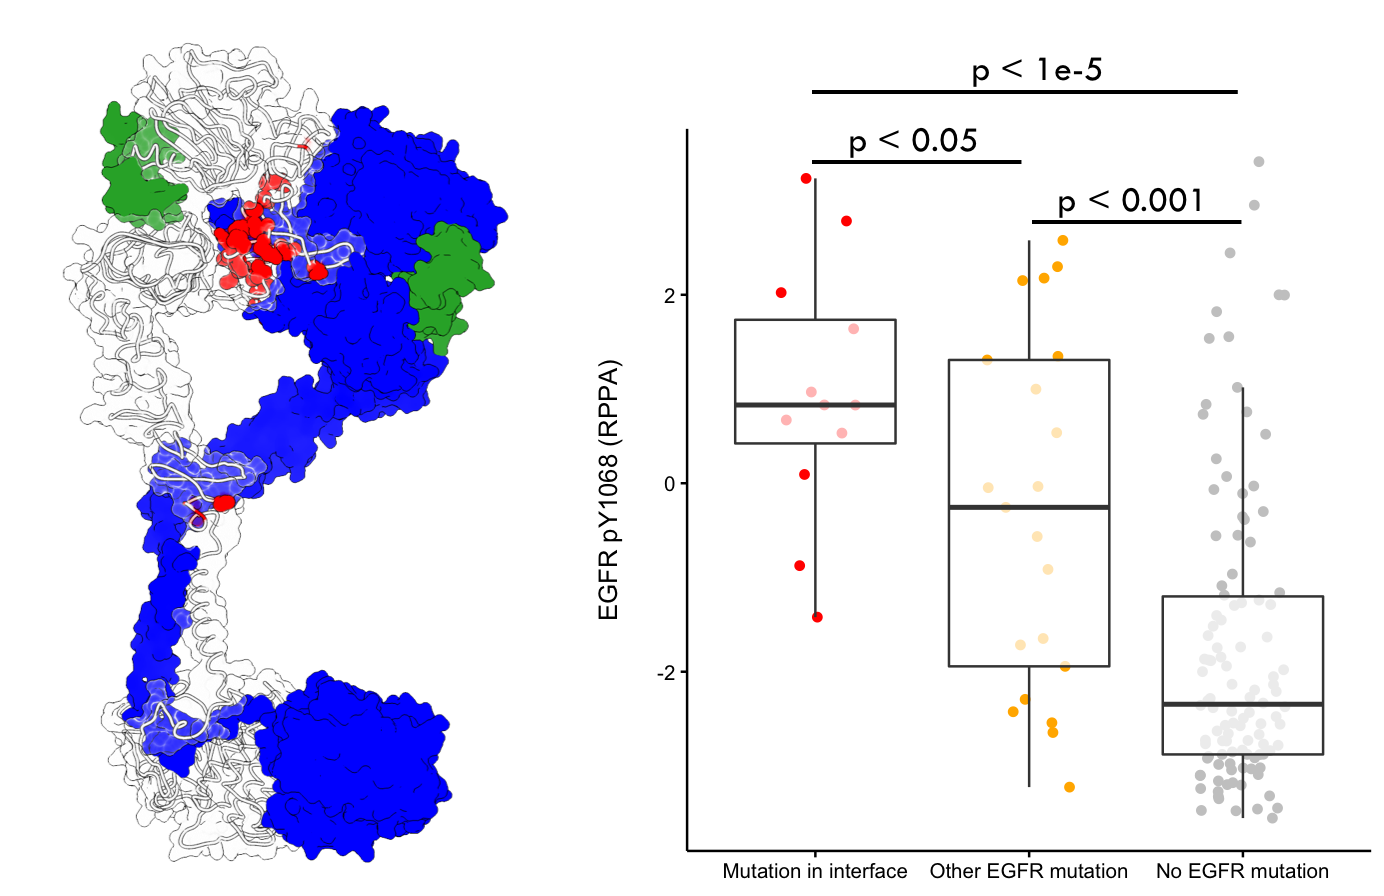 p < 1e-5
p < 0.05
p < 0.001
2
0
-2
EGFR pY1068 (RPPA)
Mutation in interface
Other EGFR mutation
No EGFR mutation